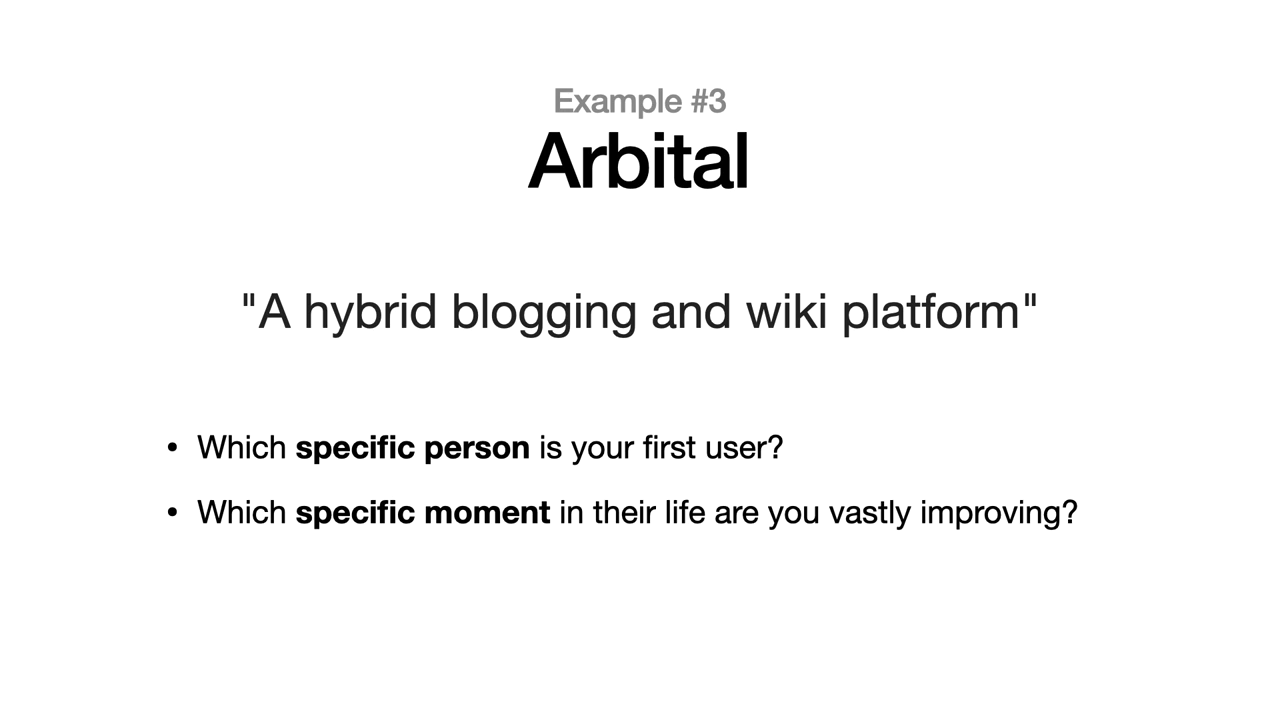 Example #3
Arbital
"A hybrid blogging and wiki platform"
• Which specific person is your first user?
• Which specific moment in their life are you vastly improving?